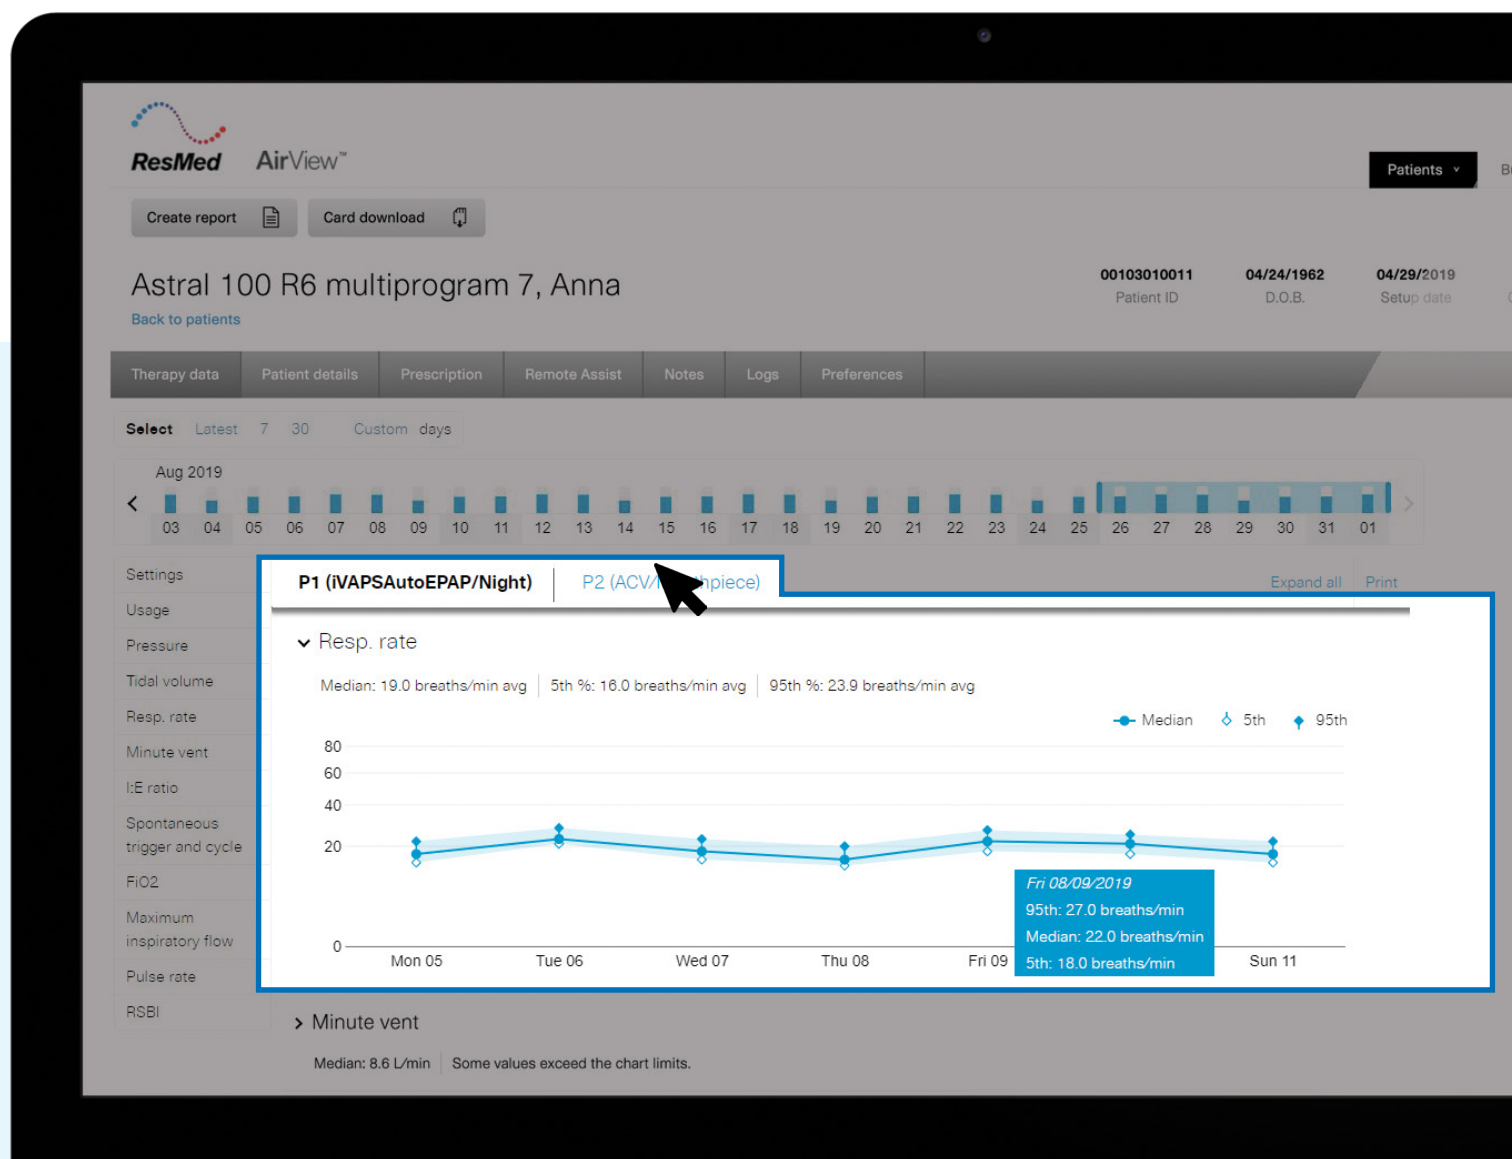 ResMed AirView™
Patients
Create report Card download
Astral 100 R6 multiprogram 7, Anna
00103010011 04/24/1962 04/29/2019
Patient ID D.O.B. Setup date
Back to patients
Therapy data Patient details Prescription Remote Assist Notes Logs Preferences
Select Latest 7 30 Custom days
Aug 2019
03 04 05 06 07 08 09 10 11 12 13 14 15 16 17 18 19 20 21 22 23 24 25 26 27 28 29 30 31 01
Settings
Usage
Pressure
Tidal volume
Resp. rate
Minute vent
I:E ratio
Spontaneous
trigger and cycle
FiO2
Maximum
inspiratory flow
Pulse rate
RSBI
P1 (iVAPSAutoEPAP/Night) P2 (ACV/
Expand all Print
Resp. rate
Median: 19.0 breaths/min avg 5th %: 16.0 breaths/min avg 95th %: 23.9 breaths/min avg
Median 5th 95th
80
60
40
20
0
Mon 05 Tue 06 Wed 07 Thu 08 Fri 09 Sun 11
Fri 08/09/2019
95th: 27.0 breaths/min
Median: 22.0 breaths/min
5th: 18.0 breaths/min
Minute vent
Median: 8.6 L/min Some values exceed the chart limits.